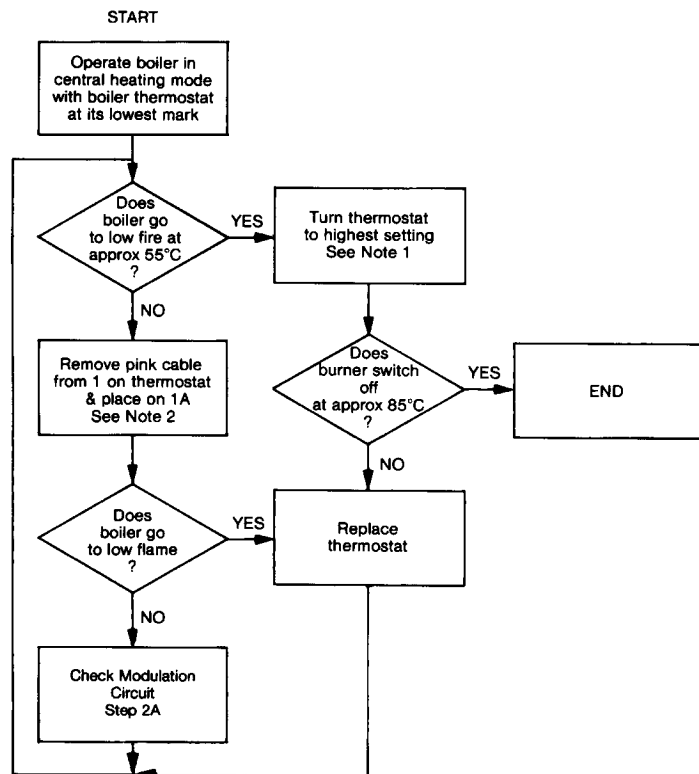 START
Operate boiler in
central heating mode
with boiler thermostat
at its lowest mark
Does
boiler go
to low fire at
approx 55°C
?
YES
Turn thermostat
to highest setting
See Note 1
NO
Remove pink cable
from 1 on thermostat
& place on 1A
See Note 2
Does
burner switch
off
at approx 85°C
?
YES
END
NO
Does
boiler go
to low flame
?
YES
Replace
thermostat
NO
Check Modulation
Circuit
Step 2A